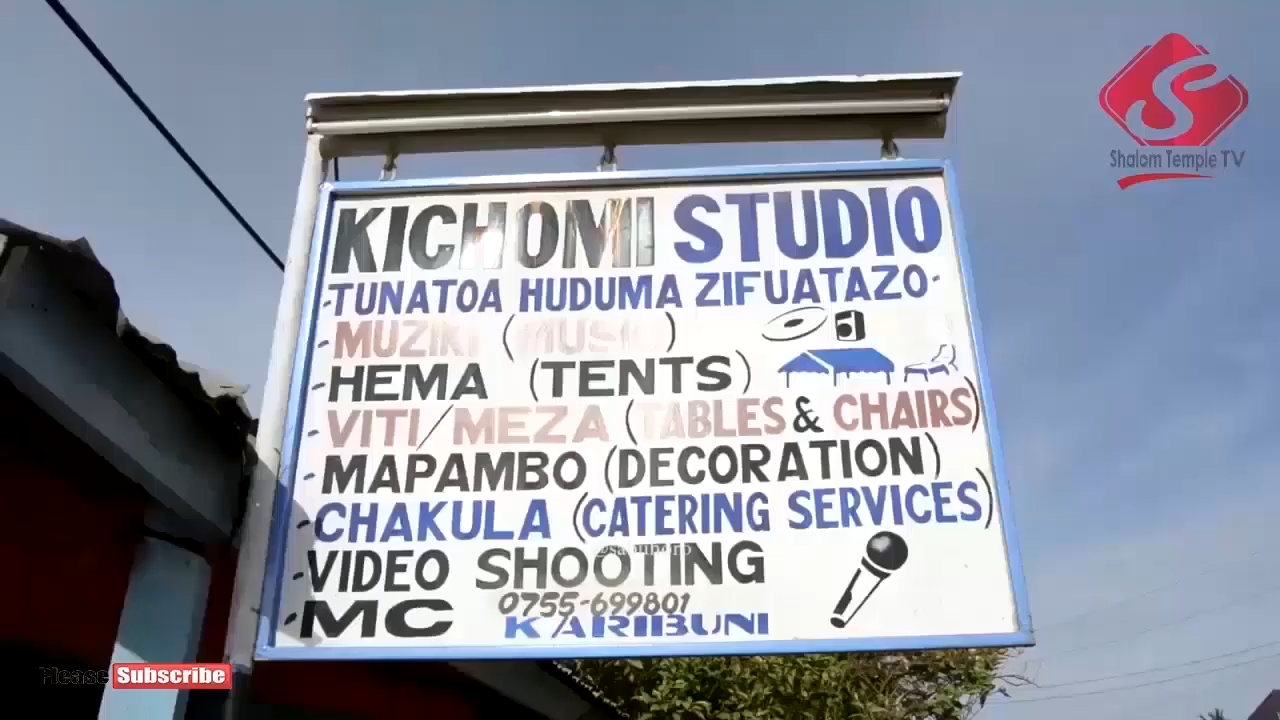 Shalom Temple TV
KICHOMI STUDIO
-TUNATOA HUDUMA ZIFUATAZO-
-MUZIKI (MUSIC)
-HEMA (TENTS)
-VITI/MEZA (TABLES & CHAIRS)
-MAPAMBO (DECORATION)
-CHAKULA (CATERING SERVICES)
-VIDEO SHOOTING
-MC 0755-699801
KARIBUNI
Please Subscribe